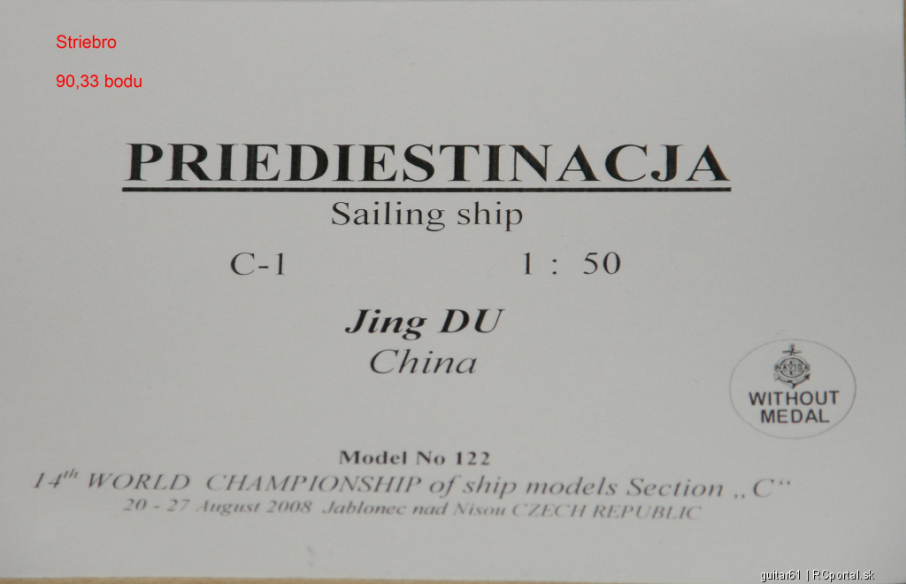 Striebro
90,33 bodu
PRIEDIESTINACJA
Sailing ship
C-1 1 : 50
Jing DU
China
WITHOUT
MEDAL
Model No 122
14th WORLD CHAMPIONSHIP of ship models Section „C“
20 - 27 August 2008 Jablonec nad Nisou CZECH REPUBLIC
guitar61 | RCportal.sk